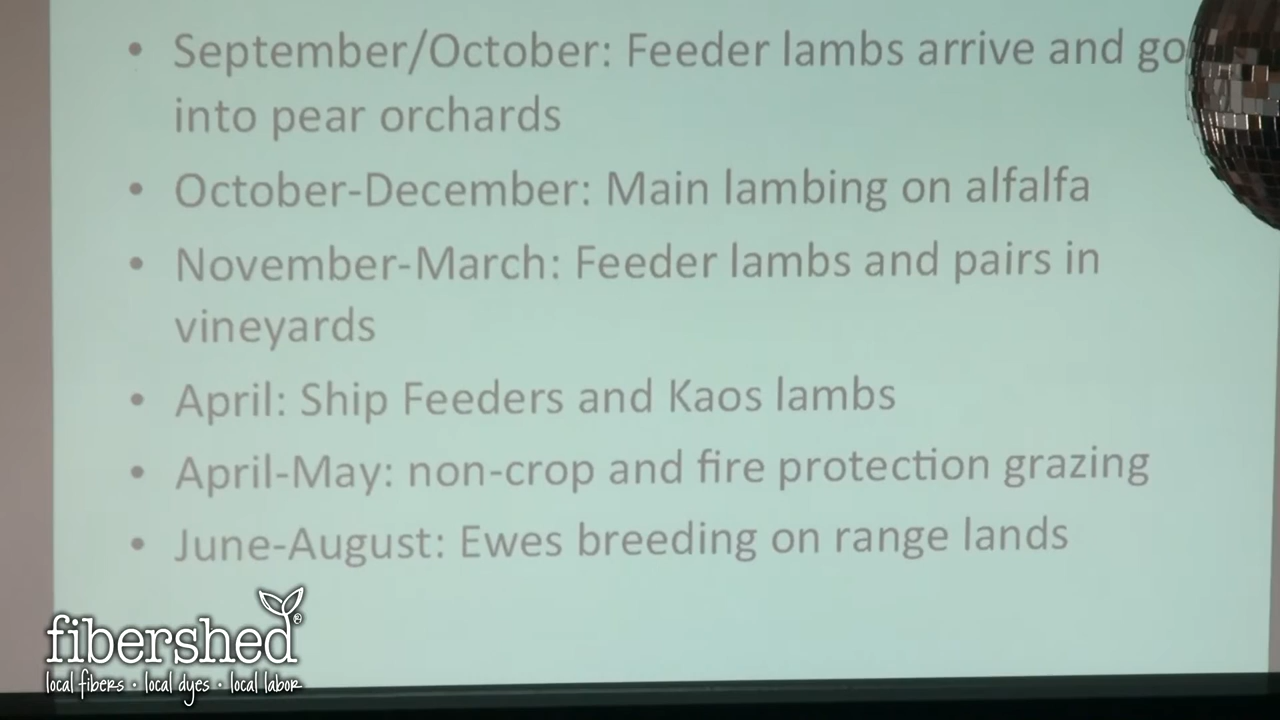 • September/October: Feeder lambs arrive and go
into pear orchards
• October-December: Main lambing on alfalfa
• November-March: Feeder lambs and pairs in
vineyards
• April: Ship Feeders and Kaos lambs
• April-May: non-crop and fire protection grazing
• June-August: Ewes breeding on range lands
fibershed®
local fibers • local dyes • local labor